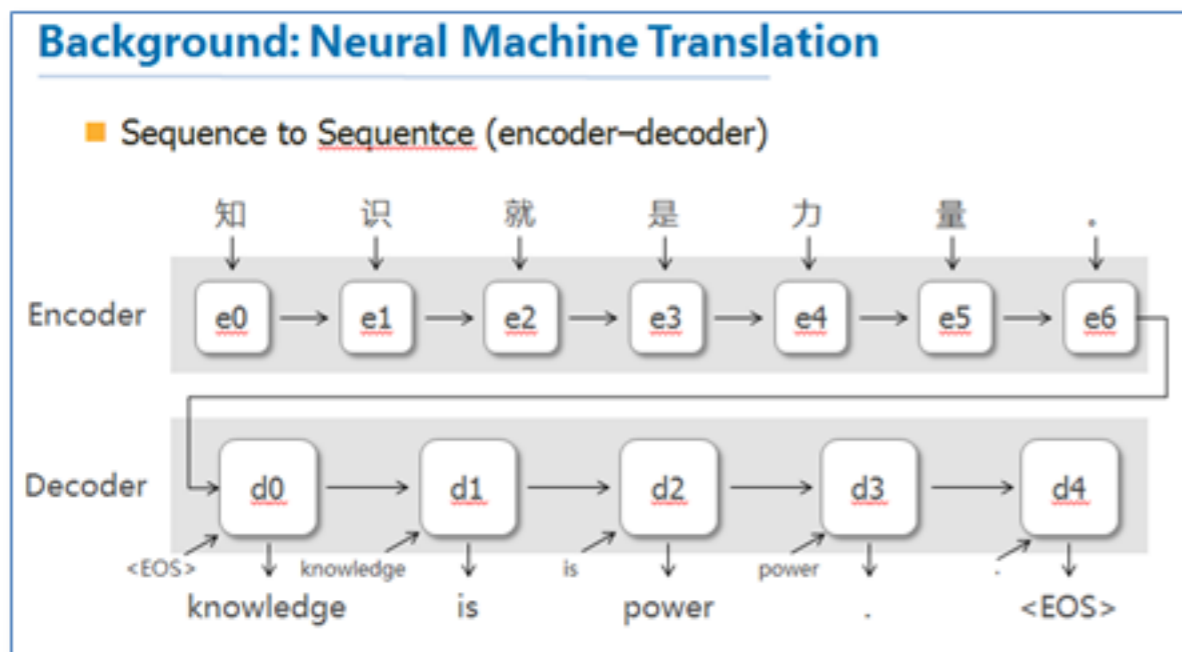 Background: Neural Machine Translation
Sequence to Sequentce (encoder–decoder)
知 识 就 是 力 量 。
Encoder e0 e1 e2 e3 e4 e5 e6
Decoder d0 d1 d2 d3 d4
<EOS> knowledge is power .
knowledge is power . <EOS>